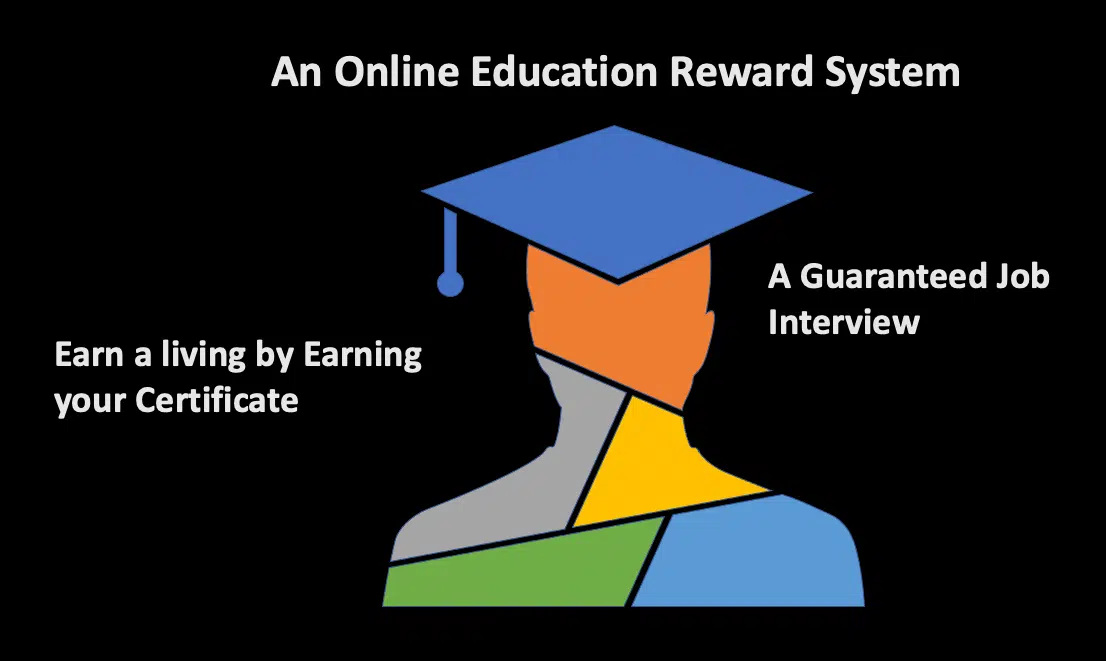 An Online Education Reward System
A Guaranteed Job
Interview
Earn a living by Earning
your Certificate